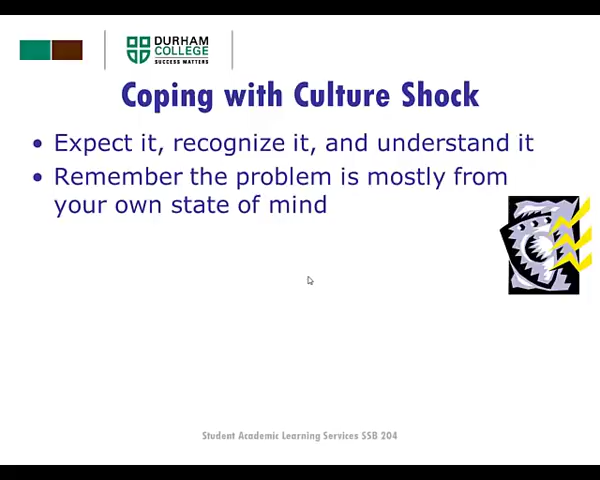 DURHAM
COLLEGE
SUCCESS MATTERS
Coping with Culture Shock
• Expect it, recognize it, and understand it
• Remember the problem is mostly from
your own state of mind
Student Academic Learning Services SSB 204